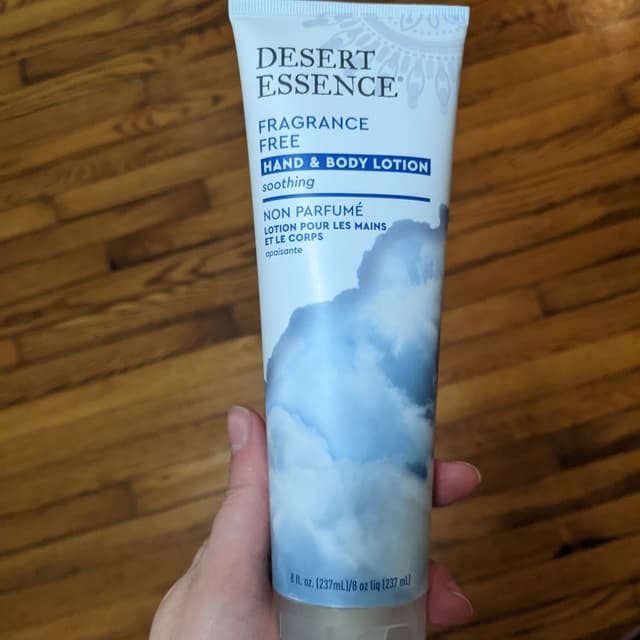 DESERT
ESSENCE®
FRAGRANCE
FREE
HAND & BODY LOTION
soothing
NON PARFUMÉ
LOTION POUR LES MAINS
ET LE CORPS
apaisante
8 fl. oz. (237mL)/8 oz liq (237 mL)